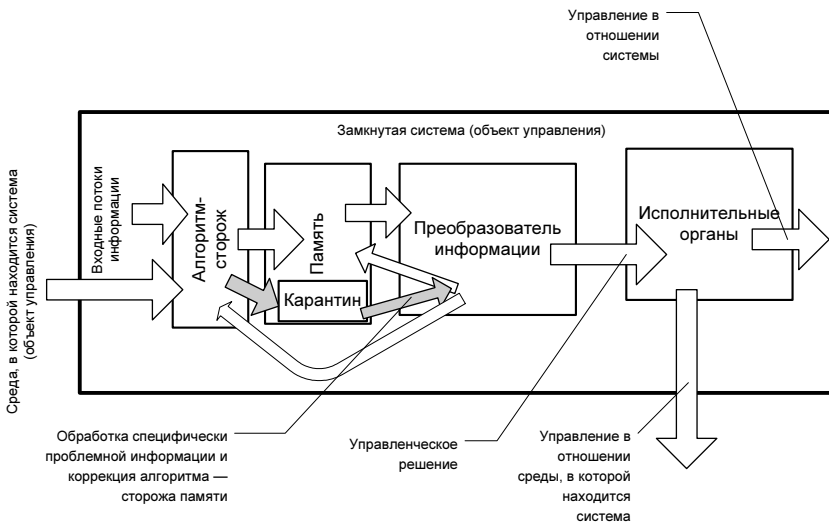 Управление в
отношении
системы
Замкнутая система (объект управления)
Среда, в которой находится система
(объект управления)
Входные потоки
информации
Алгоритм-
сторож
Память
Карантин
Преобразователь
информации
Исполнительные
органы
Обработка специфически
проблемной информации и
коррекция алгоритма —
сторожа памяти
Управленческое
решение
Управление в
отношении
среды, в которой
находится
система